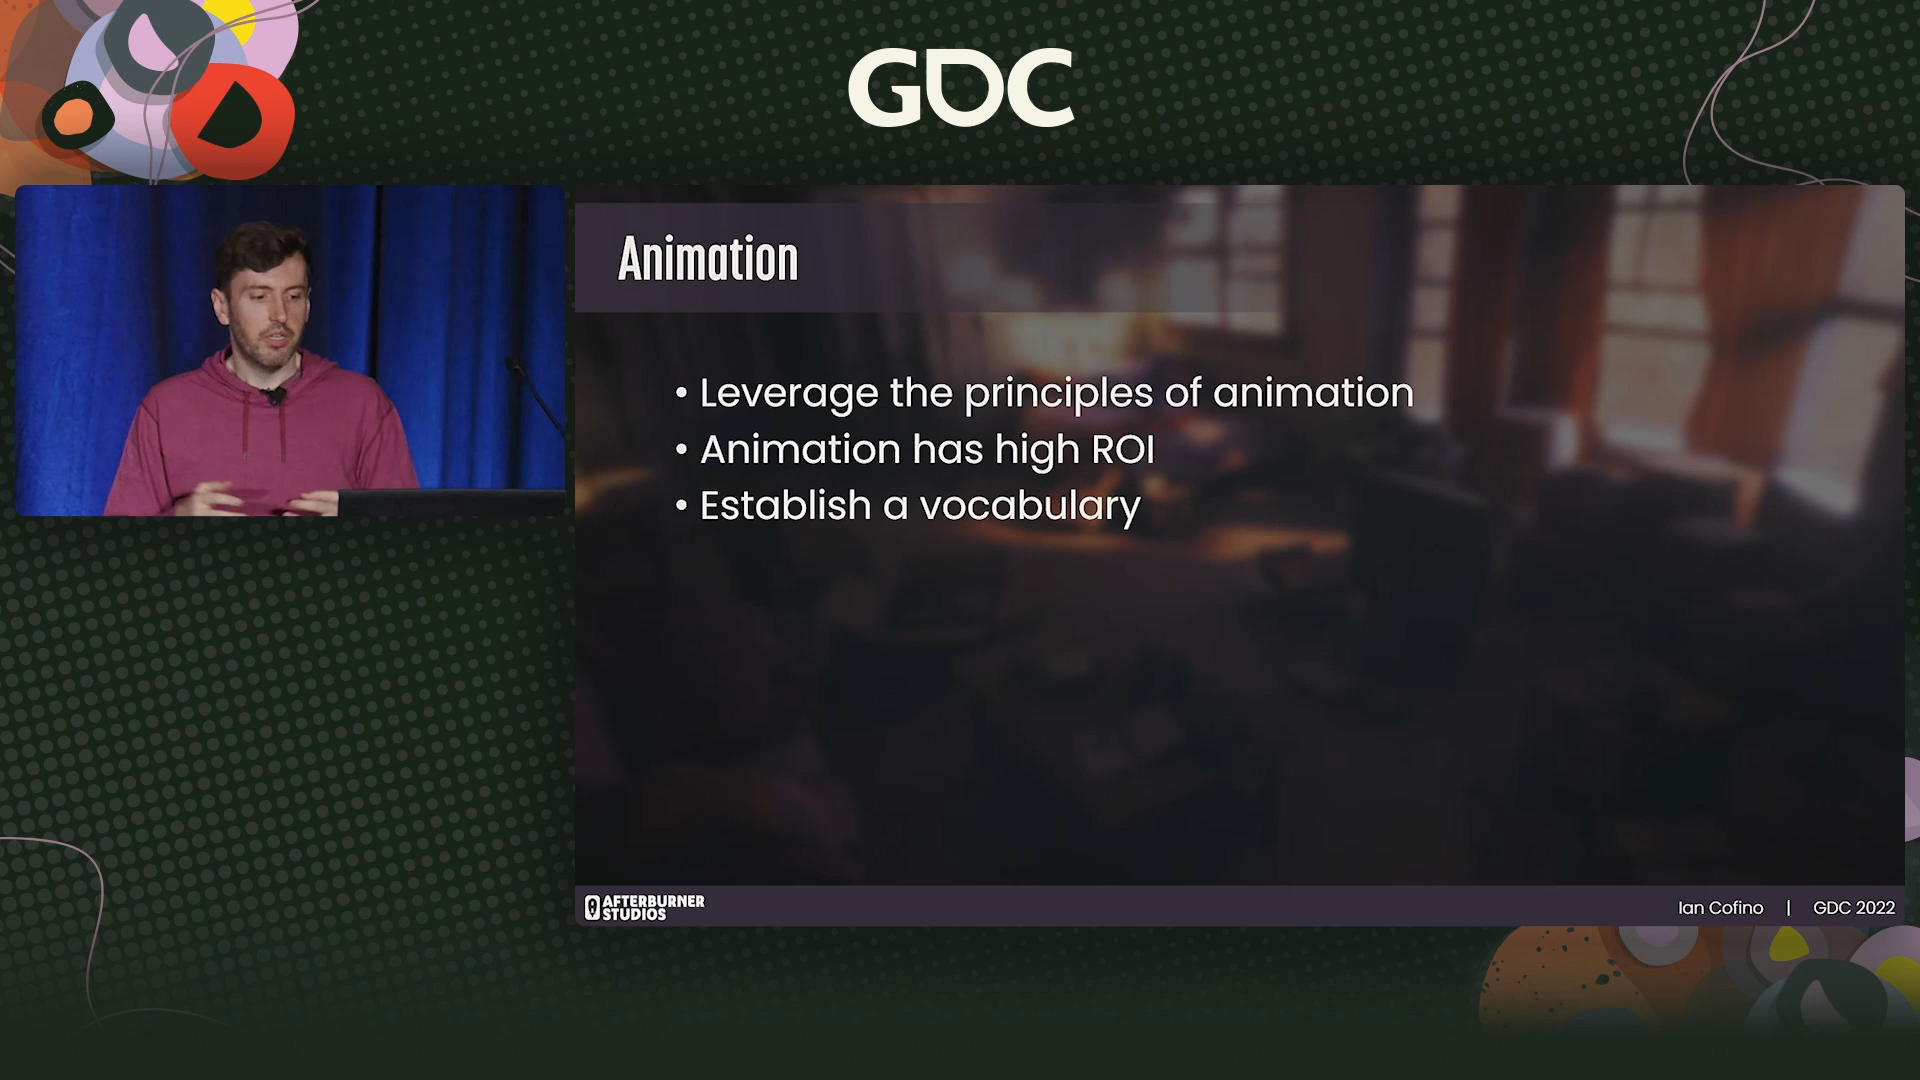 GDC
Animation
• Leverage the principles of animation
• Animation has high ROI
• Establish a vocabulary
AFTERBURNER
STUDIOS
Ian Cofino | GDC 2022